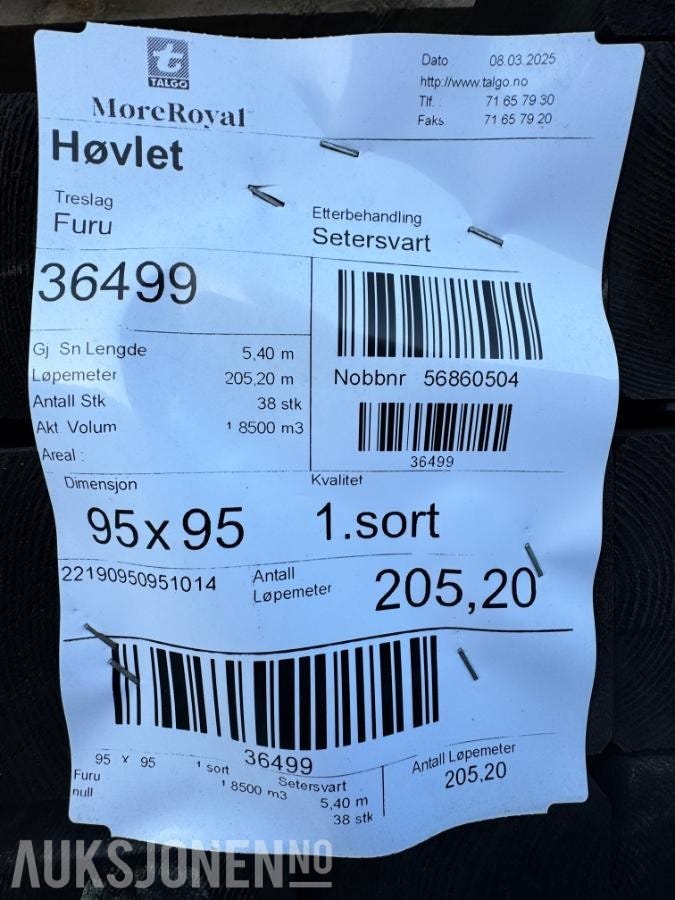 TALGO
MøreRoyal
Dato 08.03.2025
http://www.talgo.no
Tlf. 71 65 79 30
Faks. 71 65 79 20
Høvlet
Treslag
Furu
Etterbehandling
Setersvart
36499
Gj Sn Lengde 5,40 m
Løpemeter 205,20 m
Antall Stk 38 stk
Akt. Volum 1 8500 m3
Areal :
Nobbnr 56860504
36499
Dimensjon
95x95
Kvalitet
1.sort
22190950951014
Antall
Løpemeter
205,20
36499
95 x 95 1 sort Setersvart
Furu 1 8500 m3 5,40 m
null 38 stk
Antall Løpemeter
205,20
AUKSJONEN.NO